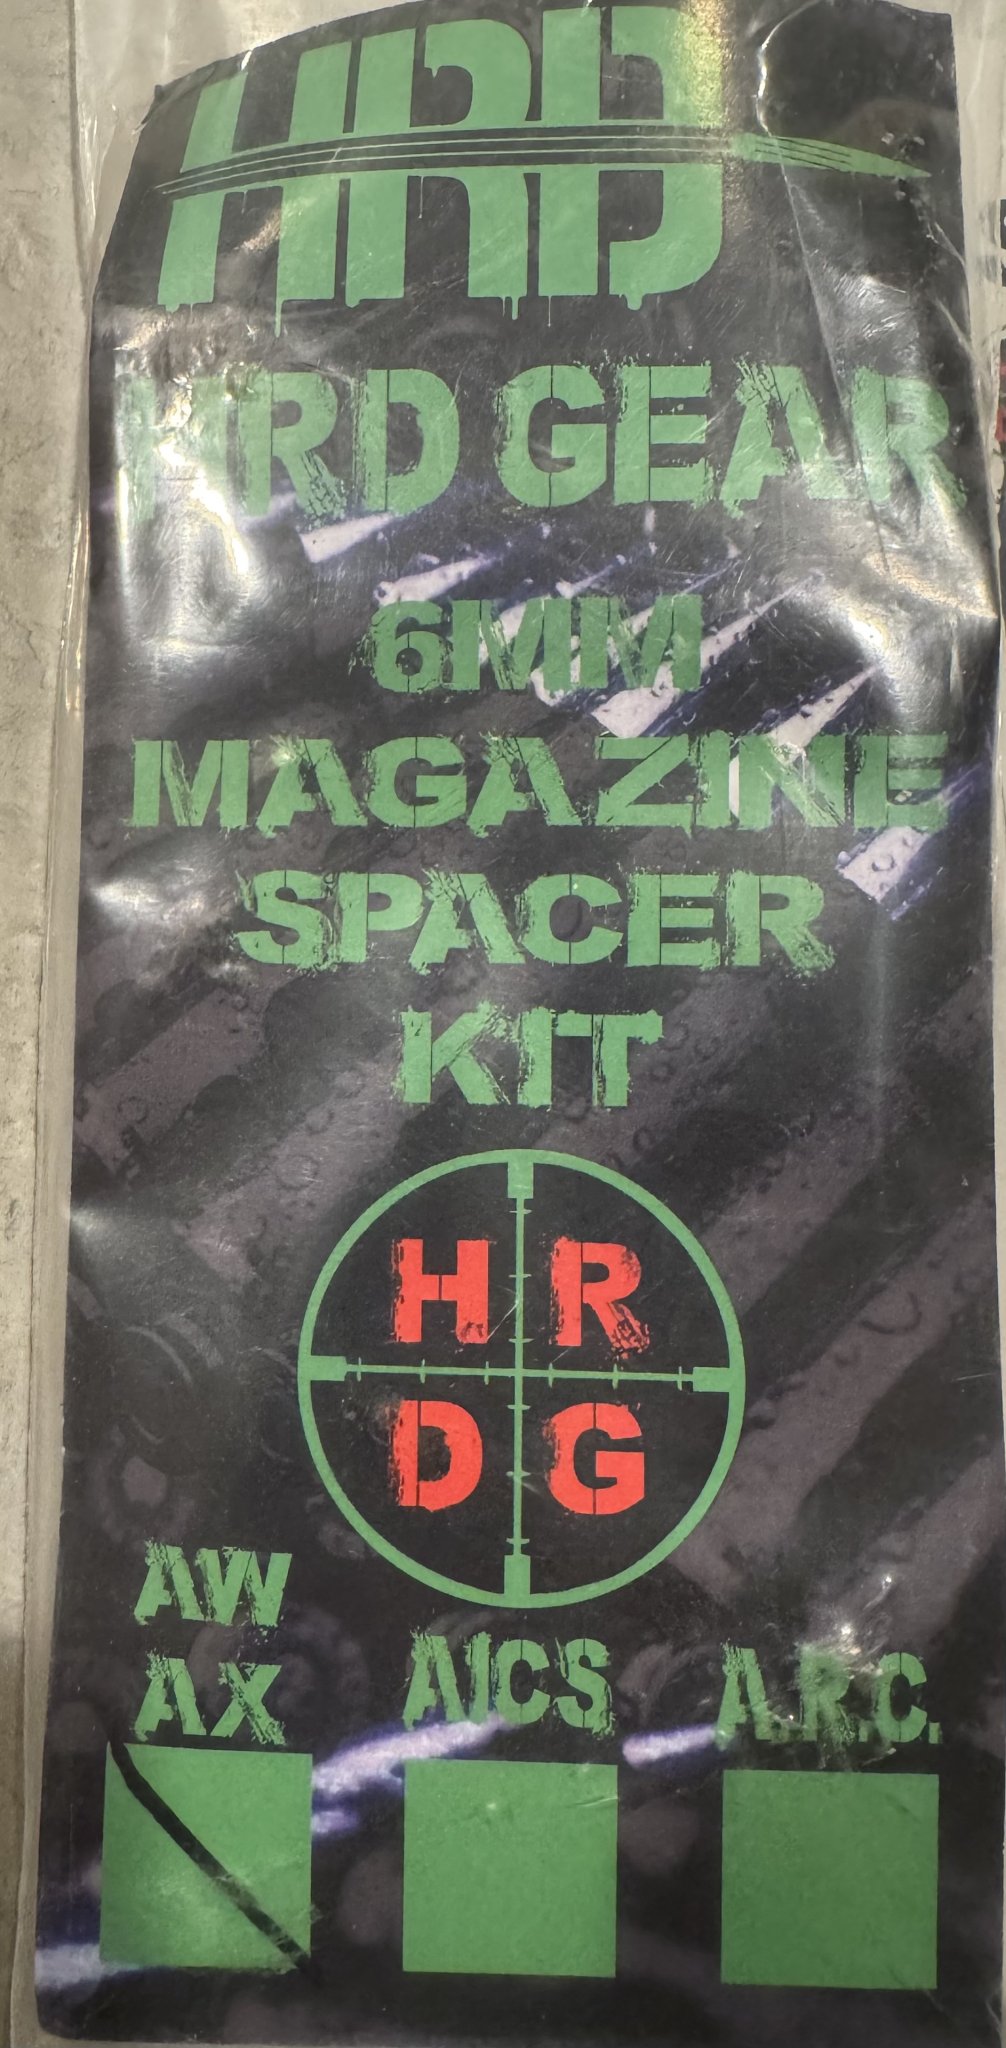 HRD
HRD GEAR
6MM
MAGAZINE
SPACER
KIT
H R
D G
AW
AX
AICS
A.R.C.